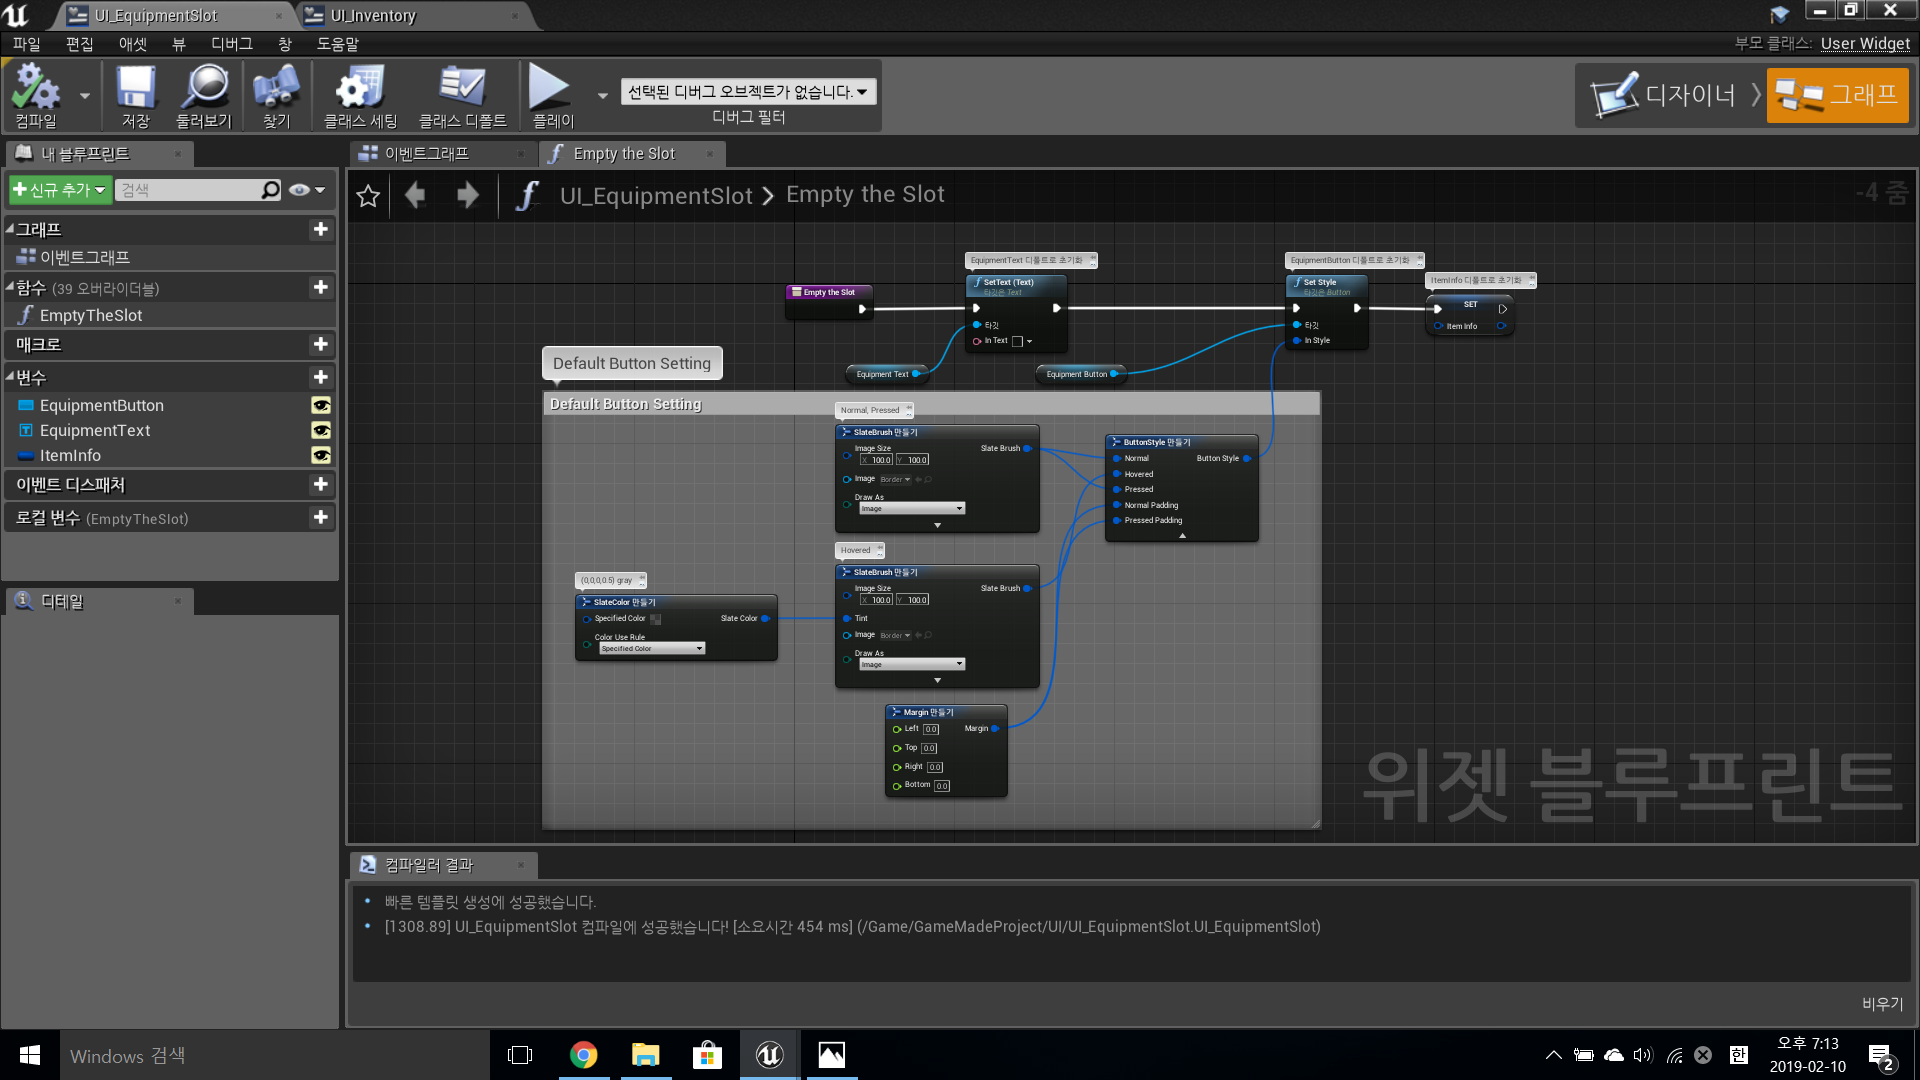 UI_EquipmentSlot
UI_Inventory
파일 편집 애셋 뷰 디버그 창 도움말
부모 클래스: User Widget
컴파일
저장
둘러보기
찾기
클래스 세팅
클래스 디폴트
플레이
선택된 디버그 오브젝트가 없습니다.
디버그 필터
디자이너
그래프
내 블루프린트
이벤트그래프
Empty the Slot
신규 추가
검색
UI_EquipmentSlot > Empty the Slot
-4 줌
그래프
이벤트그래프
함수 (39 오버라이더블)
EmptyTheSlot
매크로
변수
EquipmentButton
EquipmentText
ItemInfo
이벤트 디스패처
로컬 변수 (EmptyTheSlot)
디테일
EquipmentText 디폴트로 초기화
EquipmentButton 디폴트로 초기화
ItemInfo 디폴트로 초기화
Empty the Slot
SetText (Text)
타깃은 Text
타깃
In Text
Set Style
타깃은 Button
타깃
In Style
SET
Item Info
Equipment Text
Equipment Button
Default Button Setting
Default Button Setting
Normal, Pressed
SlateBrush 만들기
Image Size
Slate Brush
X 100.0 Y 100.0
Image Border
Draw As
Image
ButtonStyle 만들기
Normal
Button Style
Hovered
Pressed
Normal Padding
Pressed Padding
Hovered
SlateBrush 만들기
Image Size
Slate Brush
X 100.0 Y 100.0
Tint
Image Border
Draw As
Image
(0,0,0,0.5) gray
SlateColor 만들기
Specified Color
Slate Color
Color Use Rule
Specified Color
Margin 만들기
Left 0.0
Margin
Top 0.0
Right 0.0
Bottom 0.0
위젯 블루프린트
컴파일러 결과
빠른 템플릿 생성에 성공했습니다.
[1308.89] UI_EquipmentSlot 컴파일에 성공했습니다! [소요시간 454 ms] (/Game/GameMadeProject/UI/UI_EquipmentSlot.UI_EquipmentSlot)
비우기
Windows 검색
한
오후 7:13
2019-02-10
2